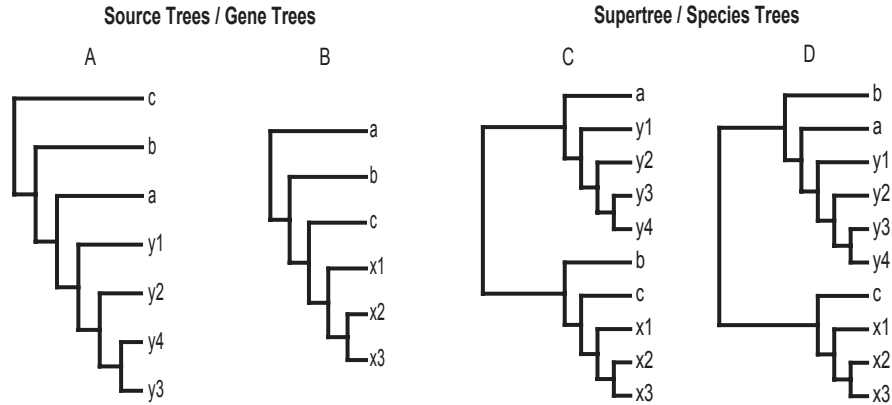 Source Trees / Gene Trees
Supertree / Species Trees
A
B
C
D
c
b
a
y1
y2
y4
y3
a
b
c
x1
x2
x3
a
y1
y2
y3
y4
b
c
x1
x2
x3
b
a
y1
y2
y3
y4
c
x1
x2
x3